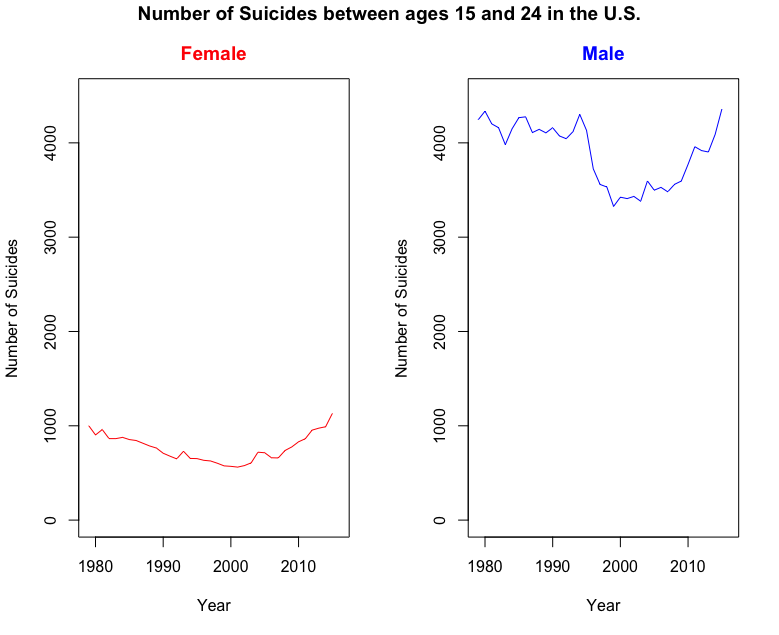 Number of Suicides between ages 15 and 24 in the U.S.
Female
Number of Suicides
4000
3000
2000
1000
0
1980 1990 2000 2010
Year
Male
Number of Suicides
4000
3000
2000
1000
0
1980 1990 2000 2010
Year